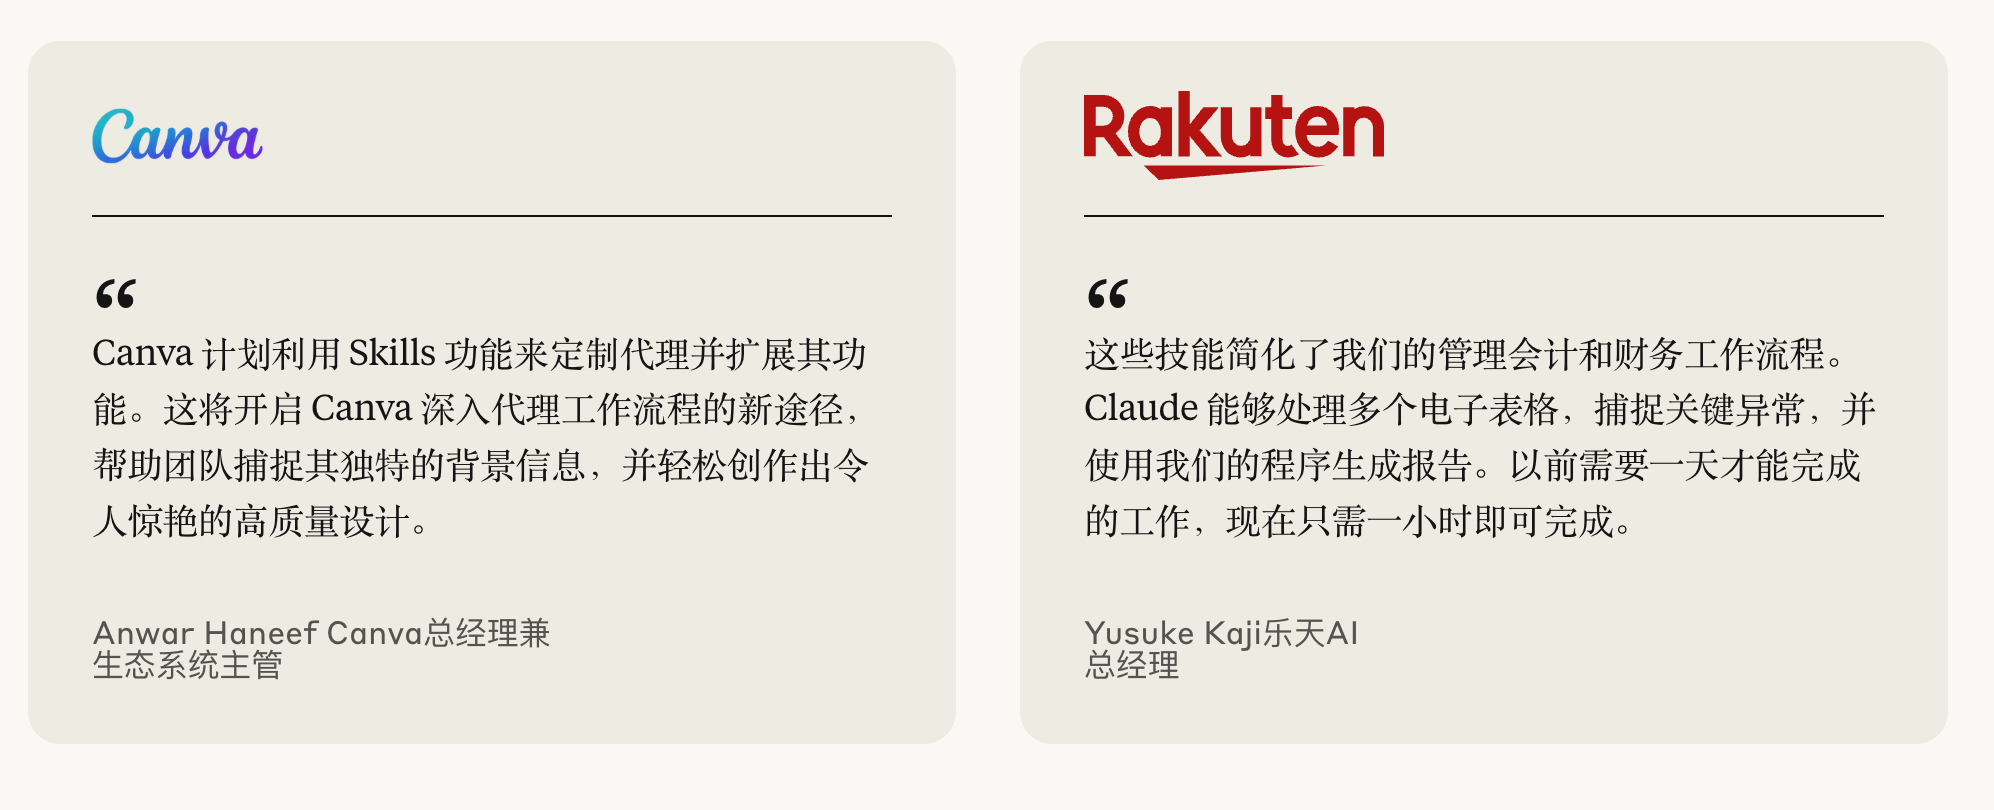 Canva
“
Canva 计划利用 Skills 功能来定制代理并扩展其功
能。这将开启 Canva 深入代理工作流程的新途径，
帮助团队捕捉其独特的背景信息，并轻松创作出令
人惊艳的高质量设计。
Anwar Haneef Canva总经理兼
生态系统主管
Rakuten
“
这些技能简化了我们的管理会计和财务工作流程。
Claude 能够处理多个电子表格，捕捉关键异常，并
使用我们的程序生成报告。以前需要一天才能完成
的工作，现在只需一小时即可完成。
Yusuke Kaji乐天AI
总经理